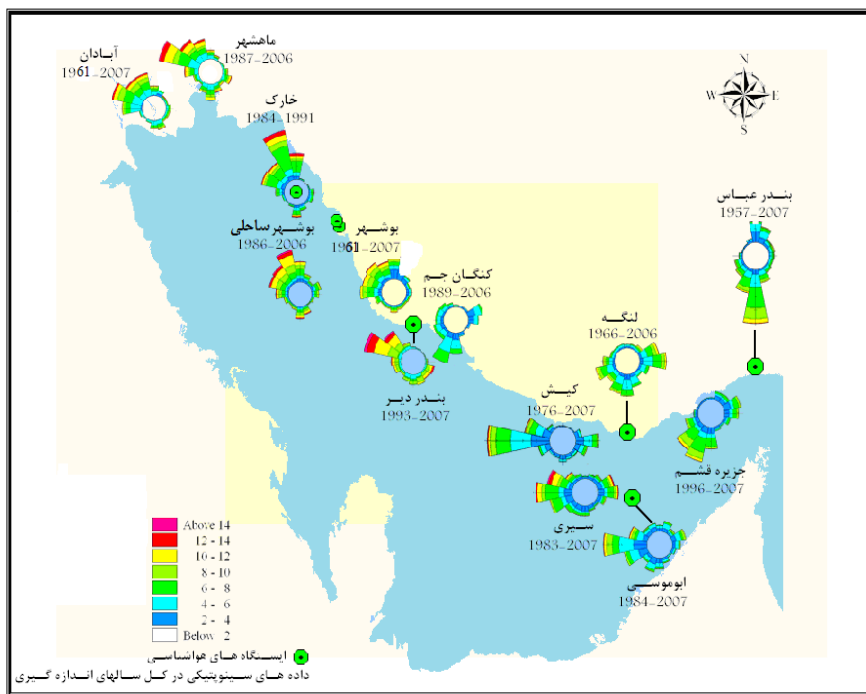 ماهشهر
1987-2006
آبادان
1961-2007
خارک
1984-1991
N
W
E
S
بندر عباس
1957-2007
بوشهر ساحلی
1986-2006
بوشهر
1961-2007
کنگان جم
1989-2006
لنگه
1966-2006
کیش
1976-2007
بندر دیر
1993-2007
جزیره قشم
1996-2007
سیری
1983-2007
ابوموسی
1984-2007
Above 14
12 - 14
10 - 12
8 - 10
6 - 8
4 - 6
2 - 4
Below 2
ایستگاه های هواشناسی
داده های سینوپتیکی در کل سالهای اندازه گیری